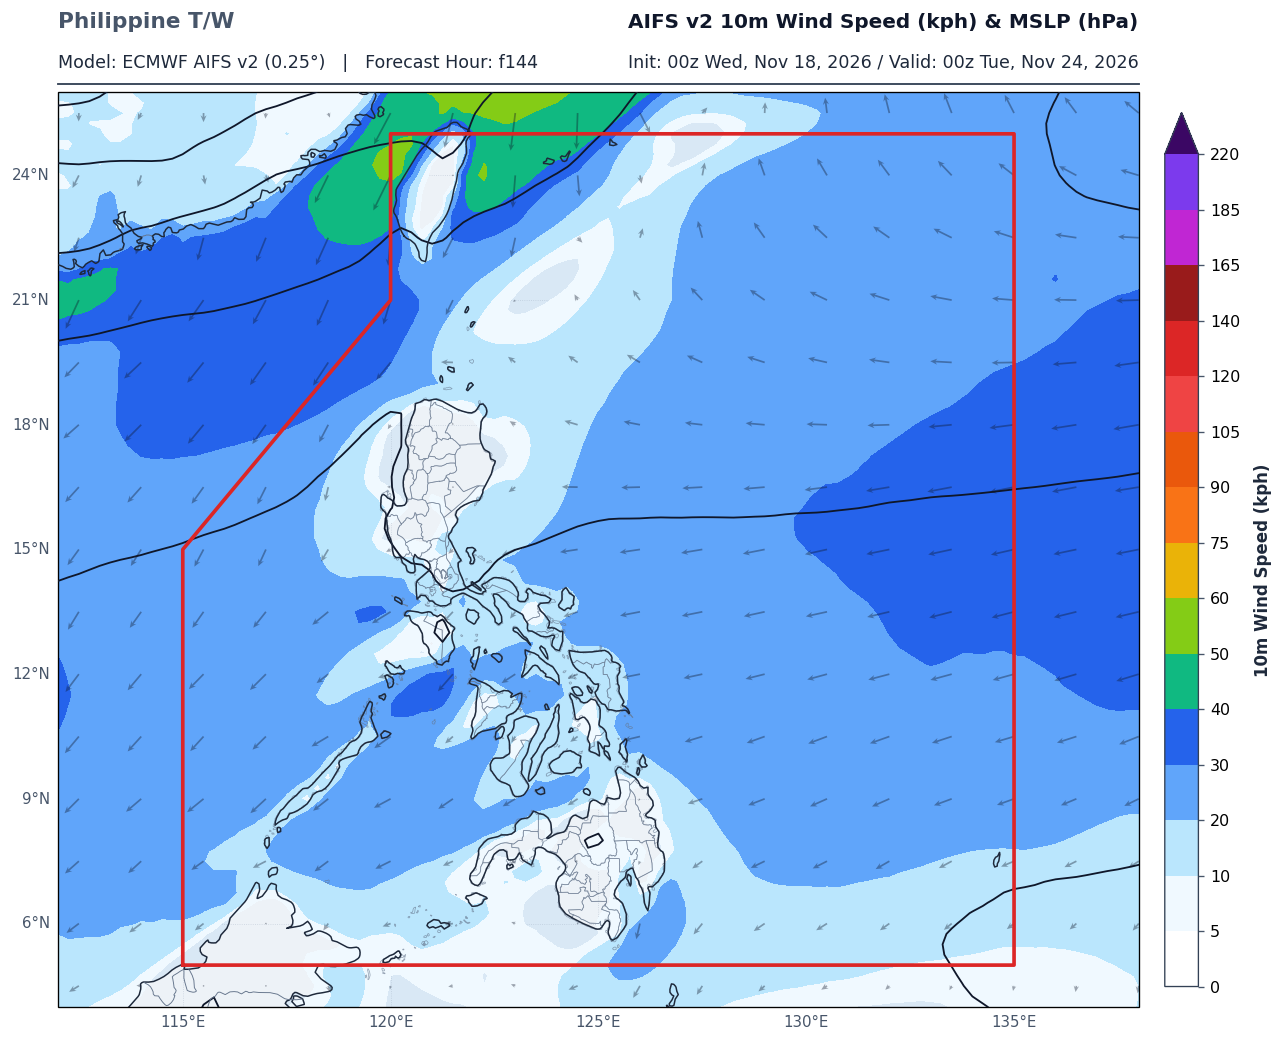 Philippine T/W
AIFS v2 10m Wind Speed (kph) & MSLP (hPa)
Model: ECMWF AIFS v2 (0.25°) | Forecast Hour: f144
Init: 00z Wed, Nov 18, 2026 / Valid: 00z Tue, Nov 24, 2026
24°N
21°N
18°N
15°N
12°N
9°N
6°N
115°E
120°E
125°E
130°E
135°E
220
185
165
140
120
105
90
75
60
50
40
30
20
10
5
0
10m Wind Speed (kph)